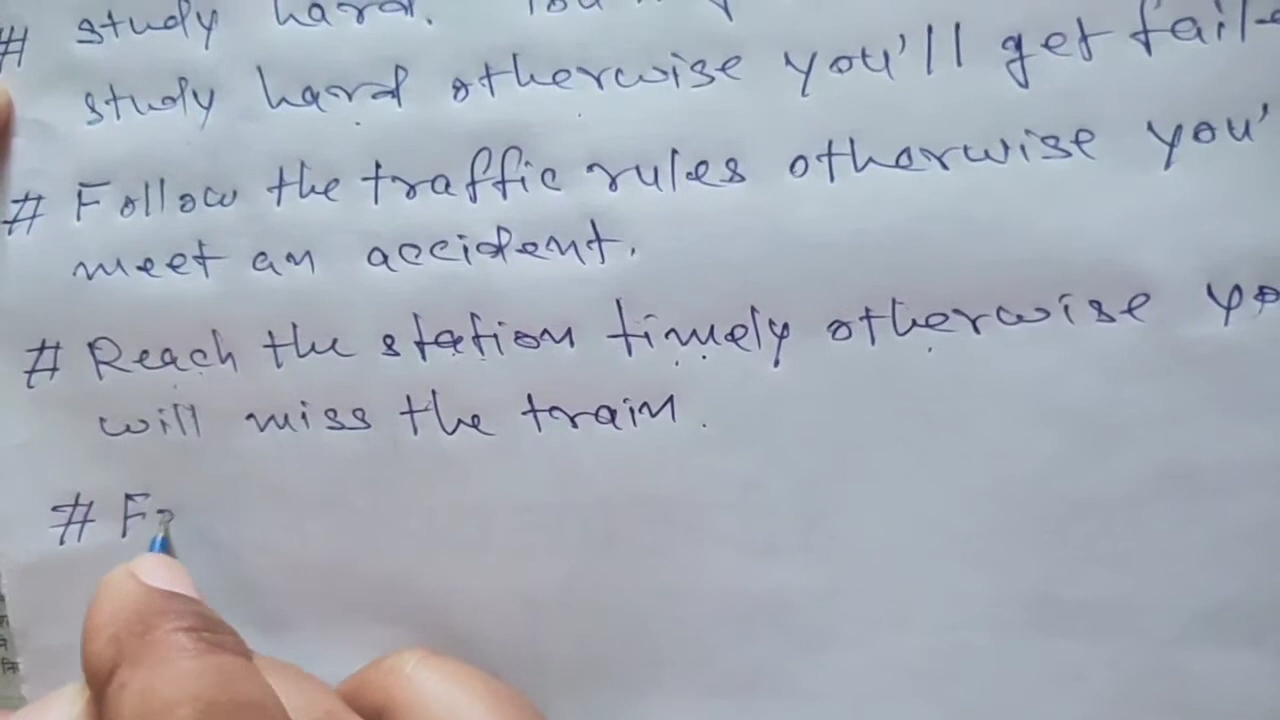 # study hard. You
study hard otherwise you'll get fail
# Follow the traffic rules otherwise you'
meet an accident.
# Reach the station timely otherwise yo
will miss the train.
# F